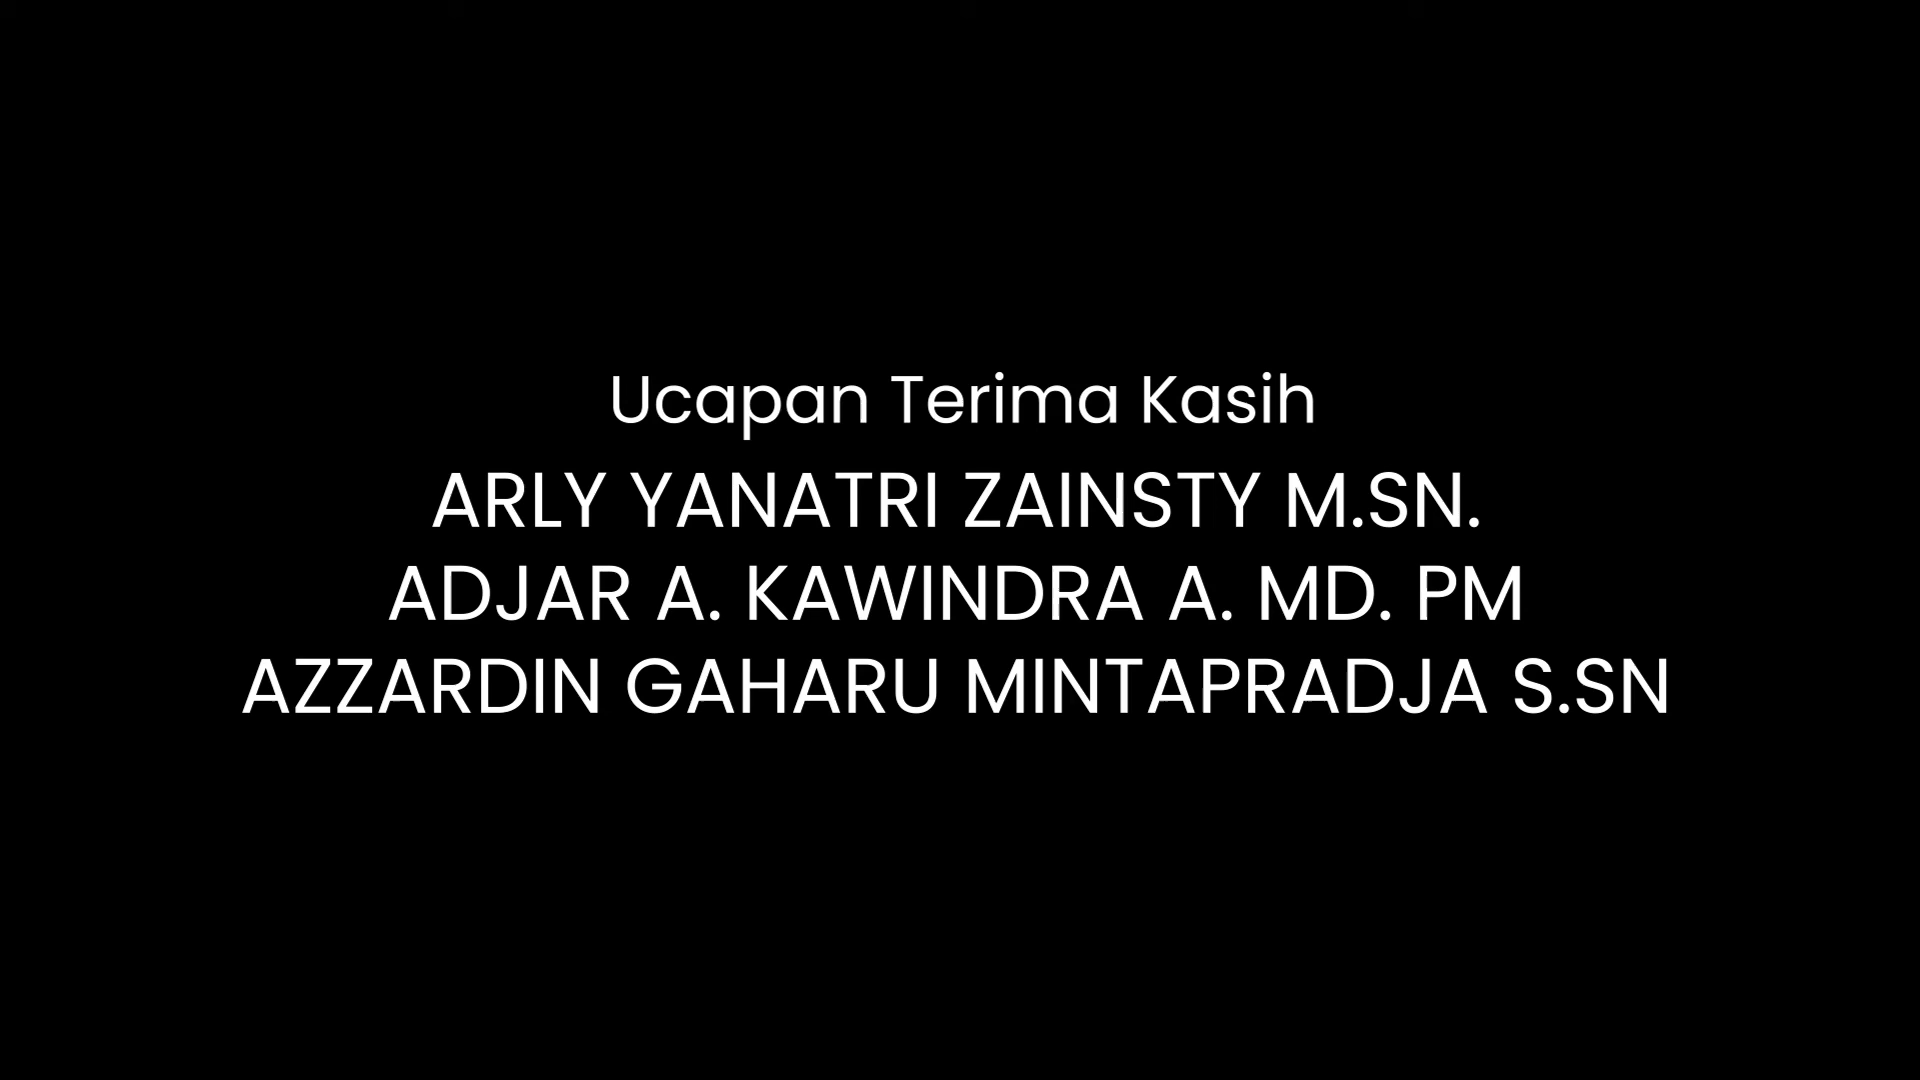 Ucapan Terima Kasih
ARLY YANATRI ZAINSTY M.SN.
ADJAR A. KAWINDRA A. MD. PM
AZZARDIN GAHARU MINTAPRADJA S.SN